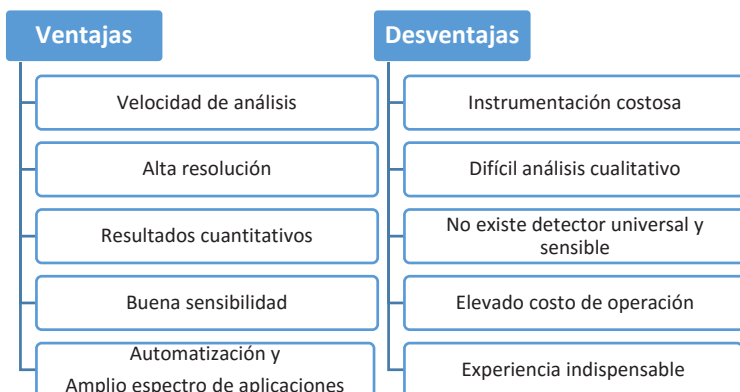 Ventajas
Velocidad de análisis
Alta resolución
Resultados cuantitativos
Buena sensibilidad
Automatización y
Amplio espectro de aplicaciones
Desventajas
Instrumentación costosa
Difícil análisis cualitativo
No existe detector universal y
sensible
Elevado costo de operación
Experiencia indispensable